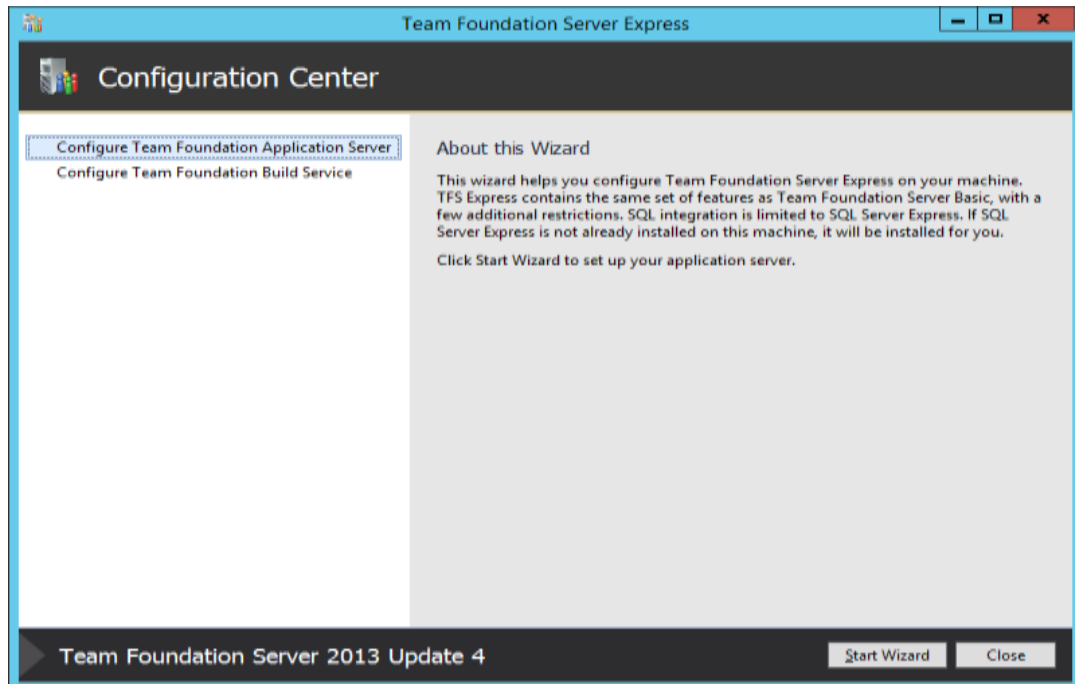 Team Foundation Server Express
Configuration Center
Configure Team Foundation Application Server
Configure Team Foundation Build Service
About this Wizard
This wizard helps you configure Team Foundation Server Express on your machine.
TFS Express contains the same set of features as Team Foundation Server Basic, with a
few additional restrictions. SQL integration is limited to SQL Server Express. If SQL
Server Express is not already installed on this machine, it will be installed for you.
Click Start Wizard to set up your application server.
Team Foundation Server 2013 Update 4
Start Wizard
Close